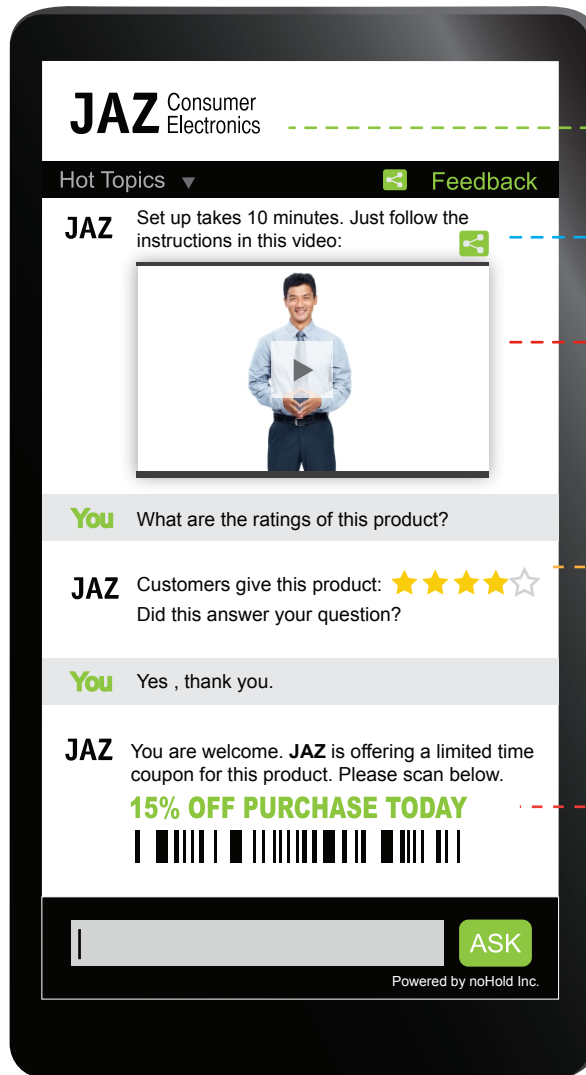 JAZ Consumer
Electronics
Hot Topics ▼ Feedback
JAZ Set up takes 10 minutes. Just follow the
instructions in this video:
You What are the ratings of this product?
JAZ Customers give this product:
Did this answer your question?
You Yes , thank you.
JAZ You are welcome. JAZ is offering a limited time
coupon for this product. Please scan below.
15% OFF PURCHASE TODAY
ASK
Powered by noHold Inc.